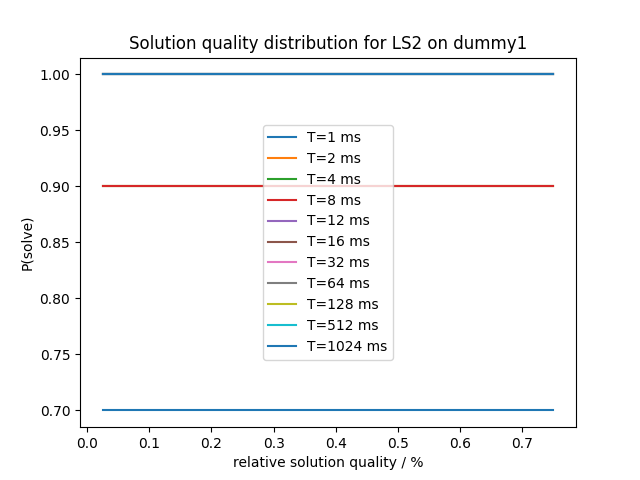 Solution quality distribution for LS2 on dummy1
1.00
0.95
0.90
0.85
0.80
0.75
0.70
P(solve)
T=1 ms
T=2 ms
T=4 ms
T=8 ms
T=12 ms
T=16 ms
T=32 ms
T=64 ms
T=128 ms
T=512 ms
T=1024 ms
0.0 0.1 0.2 0.3 0.4 0.5 0.6 0.7
relative solution quality / %